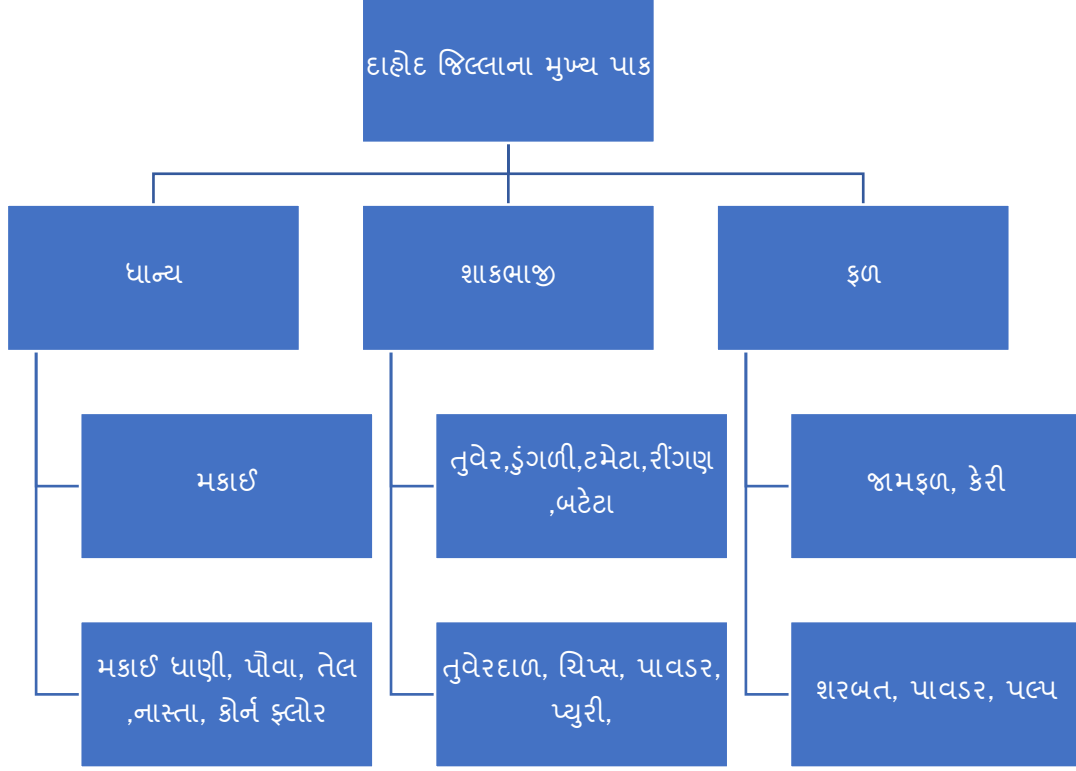 દાહોદ જિલ્લાના મુખ્ય પાક
ધાન્ય
શાકભાજી
ફળ
મકાઈ
તુવેર,ડુંગળી,ટમેટા,રીંગણ
,બટેટા
જામફળ, કેરી
મકાઈ ધાણી, પૌવા, તેલ
,નાસ્તા, કોર્ન ફ્લોર
તુવેરદાળ, ચિપ્સ, પાવડર,
પ્યુરી,
શરબત, પાવડર, પલ્પ